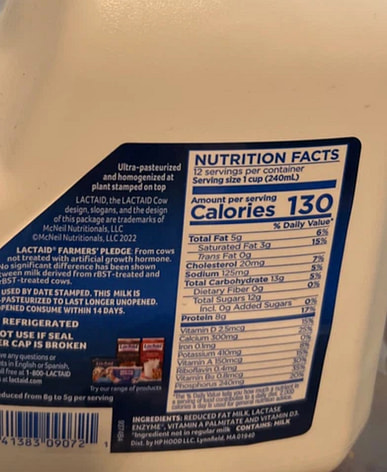 Ultra-pasteurized
and homogenized at
plant stamped on top
LACTAID, the LACTAID Cow
design, slogans, and the design
of this package are trademarks of
McNeil Nutritionals, LLC
©McNeil Nutritionals, LLC 2022
LACTAID® FARMERS' PLEDGE: From cows
not treated with artificial growth hormone.
No significant difference has been shown
between milk derived from rBST-treated and
rBST-treated cows.
USED BY DATE STAMPED. THIS MILK IS
PASTEURIZED TO LAST LONGER UNOPENED.
OPENED CONSUME WITHIN 14 DAYS.
REFRIGERATED
OT USE IF SEAL
ER CAP IS BROKEN
ve any questions or
ts in English or Spanish,
ll free at 1-800-LACTAID
at lactaid.com
Try our range of products
duced from 8g to 5g per serving
41383 09072 1
NUTRITION FACTS
12 servings per container
Serving size 1 cup (240mL)
Amount per serving
Calories 130
% Daily Value*
Total Fat 5g 6%
Saturated Fat 3g 15%
Trans Fat 0g
Cholesterol 20mg 7%
Sodium 125mg 5%
Total Carbohydrate 13g 5%
Dietary Fiber 0g 0%
Total Sugars 12g
Incl. 0g Added Sugars 0%
Protein 8g 17%
Vitamin D 2.5mcg
Calcium 300mg
Iron 0.1mg 0%
Potassium 410mg
Vitamin A
Riboflavin 0.4mg
Vitamin B12
Phosphorus 240mg
INGREDIENTS: REDUCED FAT MILK, LACTASE
ENZYME*, VITAMIN A PALMITATE AND VITAMIN D3.
*Ingredient not in regular milk CONTAINS: MILK
Dist. by HP HOOD LLC, Lynnfield, MA 01940